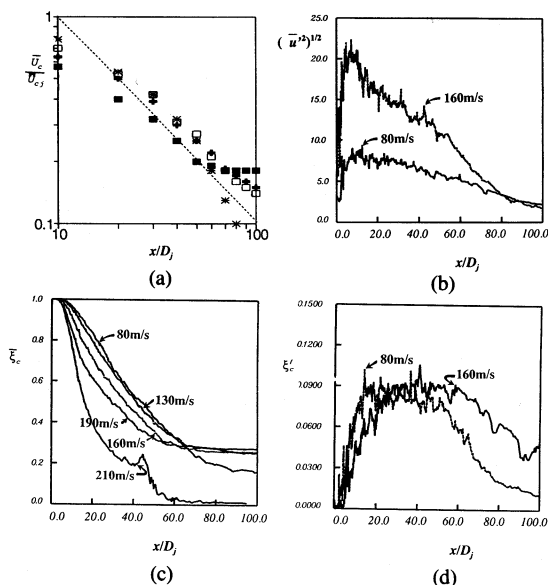 (a)
U̅c
U̅cj
1
0.1
10
100
x/Dj
(b)
(u̅'²)1/2
25.0
20.0
15.0
10.0
5.0
0.0
160m/s
80m/s
0.0 20.0 40.0 60.0 80.0 100.0
x/Dj
(c)
ξ̅c
1.0
0.8
0.6
0.4
0.2
0.0
80m/s
130m/s
190m/s
160m/s
210m/s
0.0 20.0 40.0 60.0 80.0 100.0
x/Dj
(d)
ξ'c
0.1500
0.1200
0.0900
0.0600
0.0300
0.0000
80m/s
160m/s
0.0 20.0 40.0 60.0 80.0 100.0
x/Dj